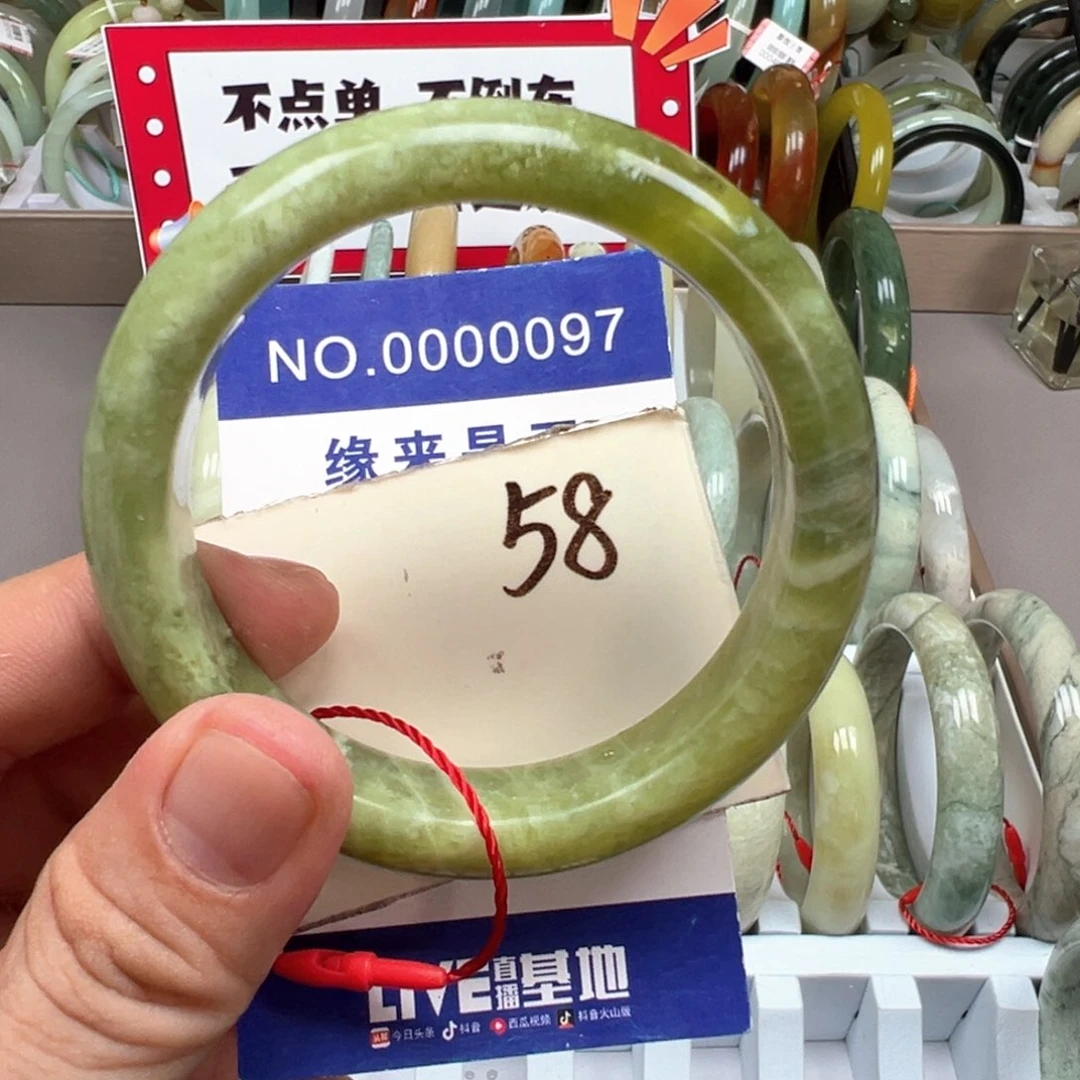 不点单 不倒车
NO.0000097
缘来是
58
LIVE直播基地
今日头条 抖音 西瓜视频 抖音火山版